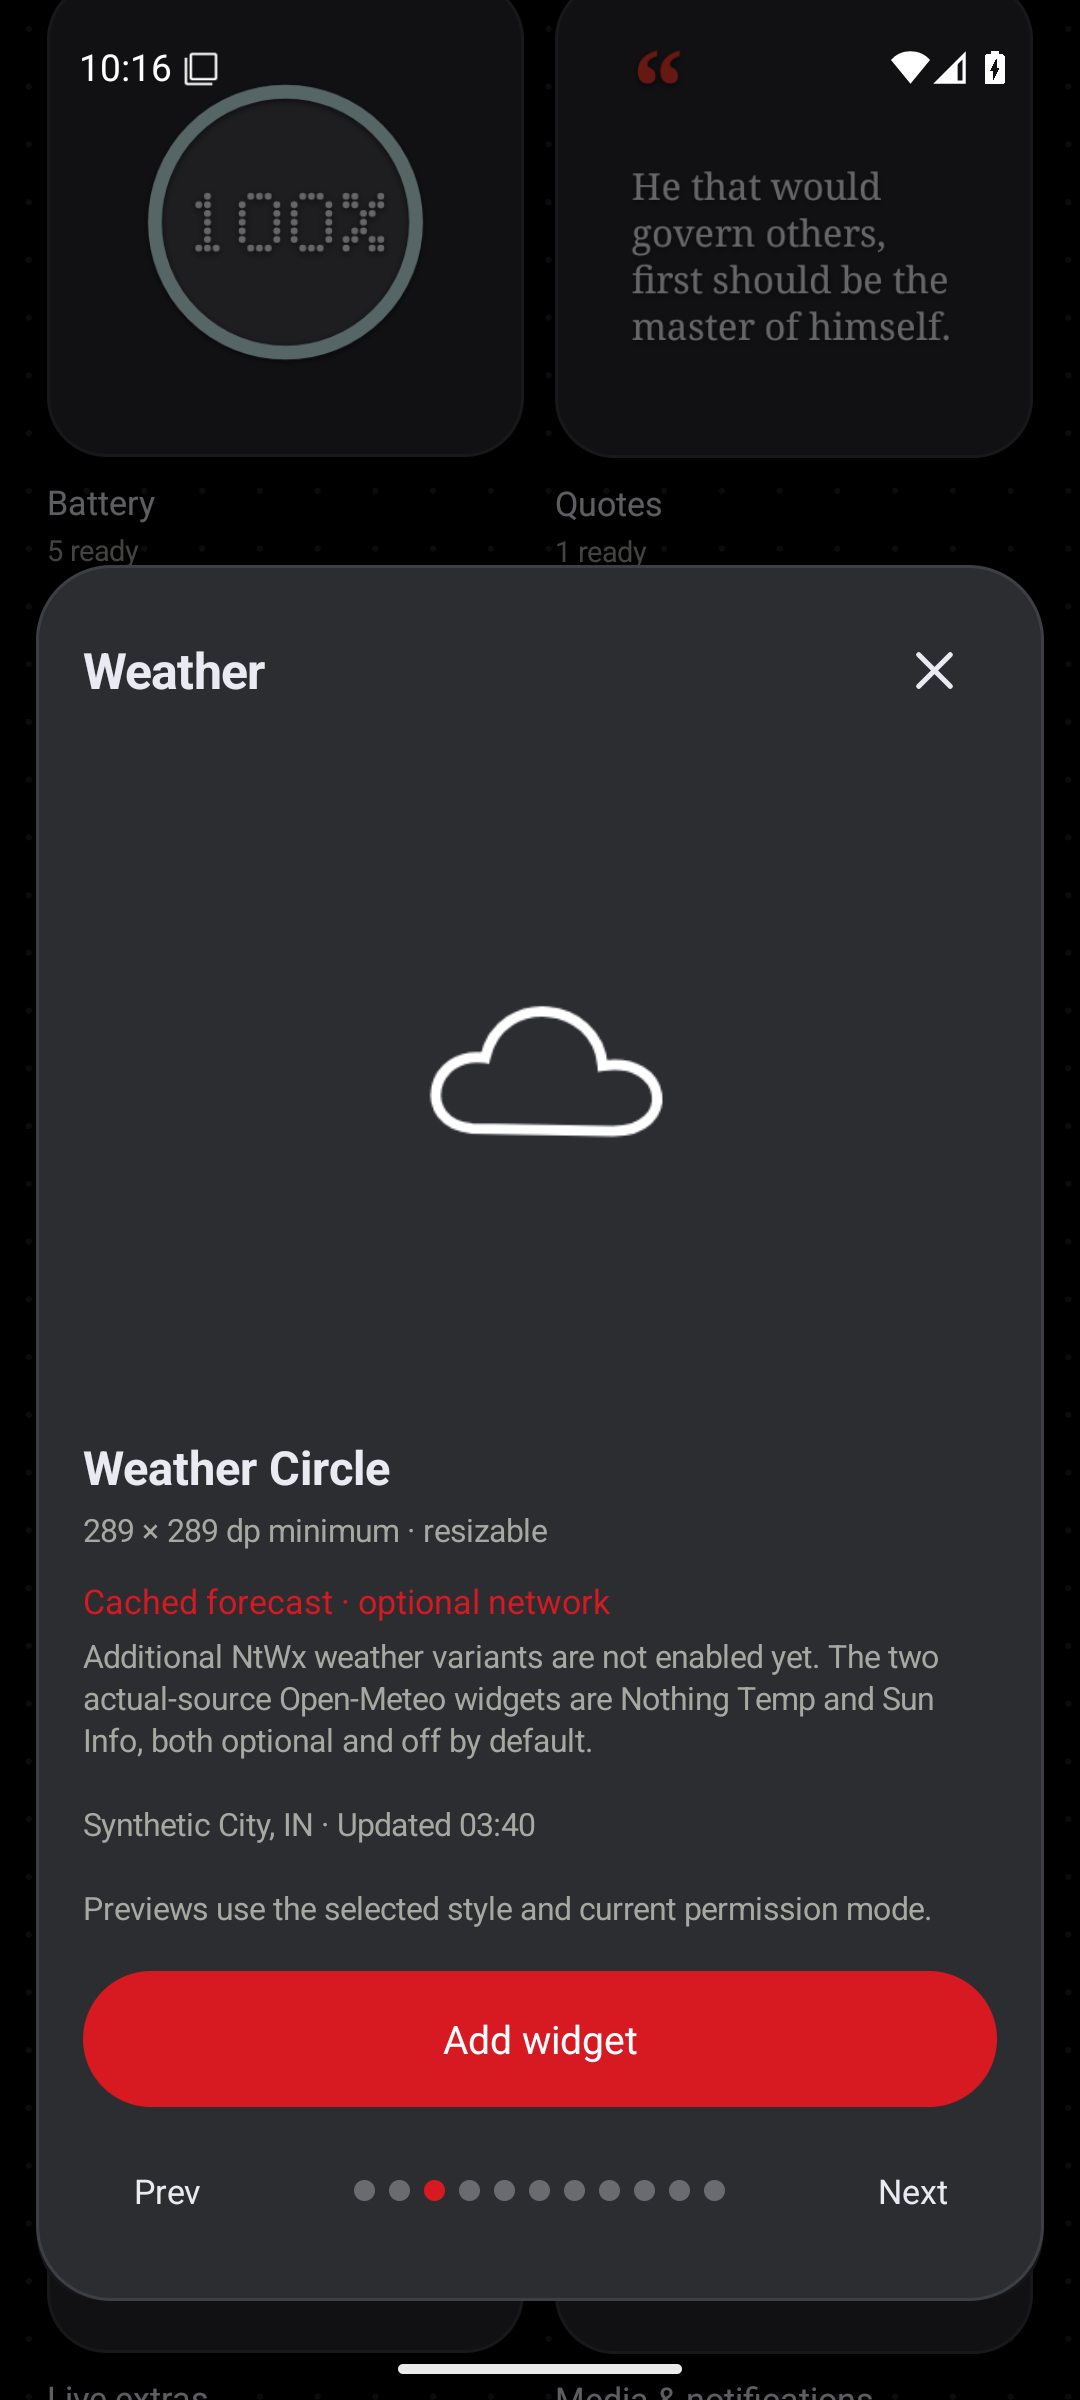 10:16
100%
“
He that would
govern others,
first should be the
master of himself.
Battery
Quotes
5 ready
1 ready
Weather
Weather Circle
289 × 289 dp minimum · resizable
Cached forecast · optional network
Additional NtWx weather variants are not enabled yet. The two
actual-source Open-Meteo widgets are Nothing Temp and Sun
Info, both optional and off by default.
Synthetic City, IN · Updated 03:40
Previews use the selected style and current permission mode.
Add widget
Prev
Next
Live extras
Media & notifications